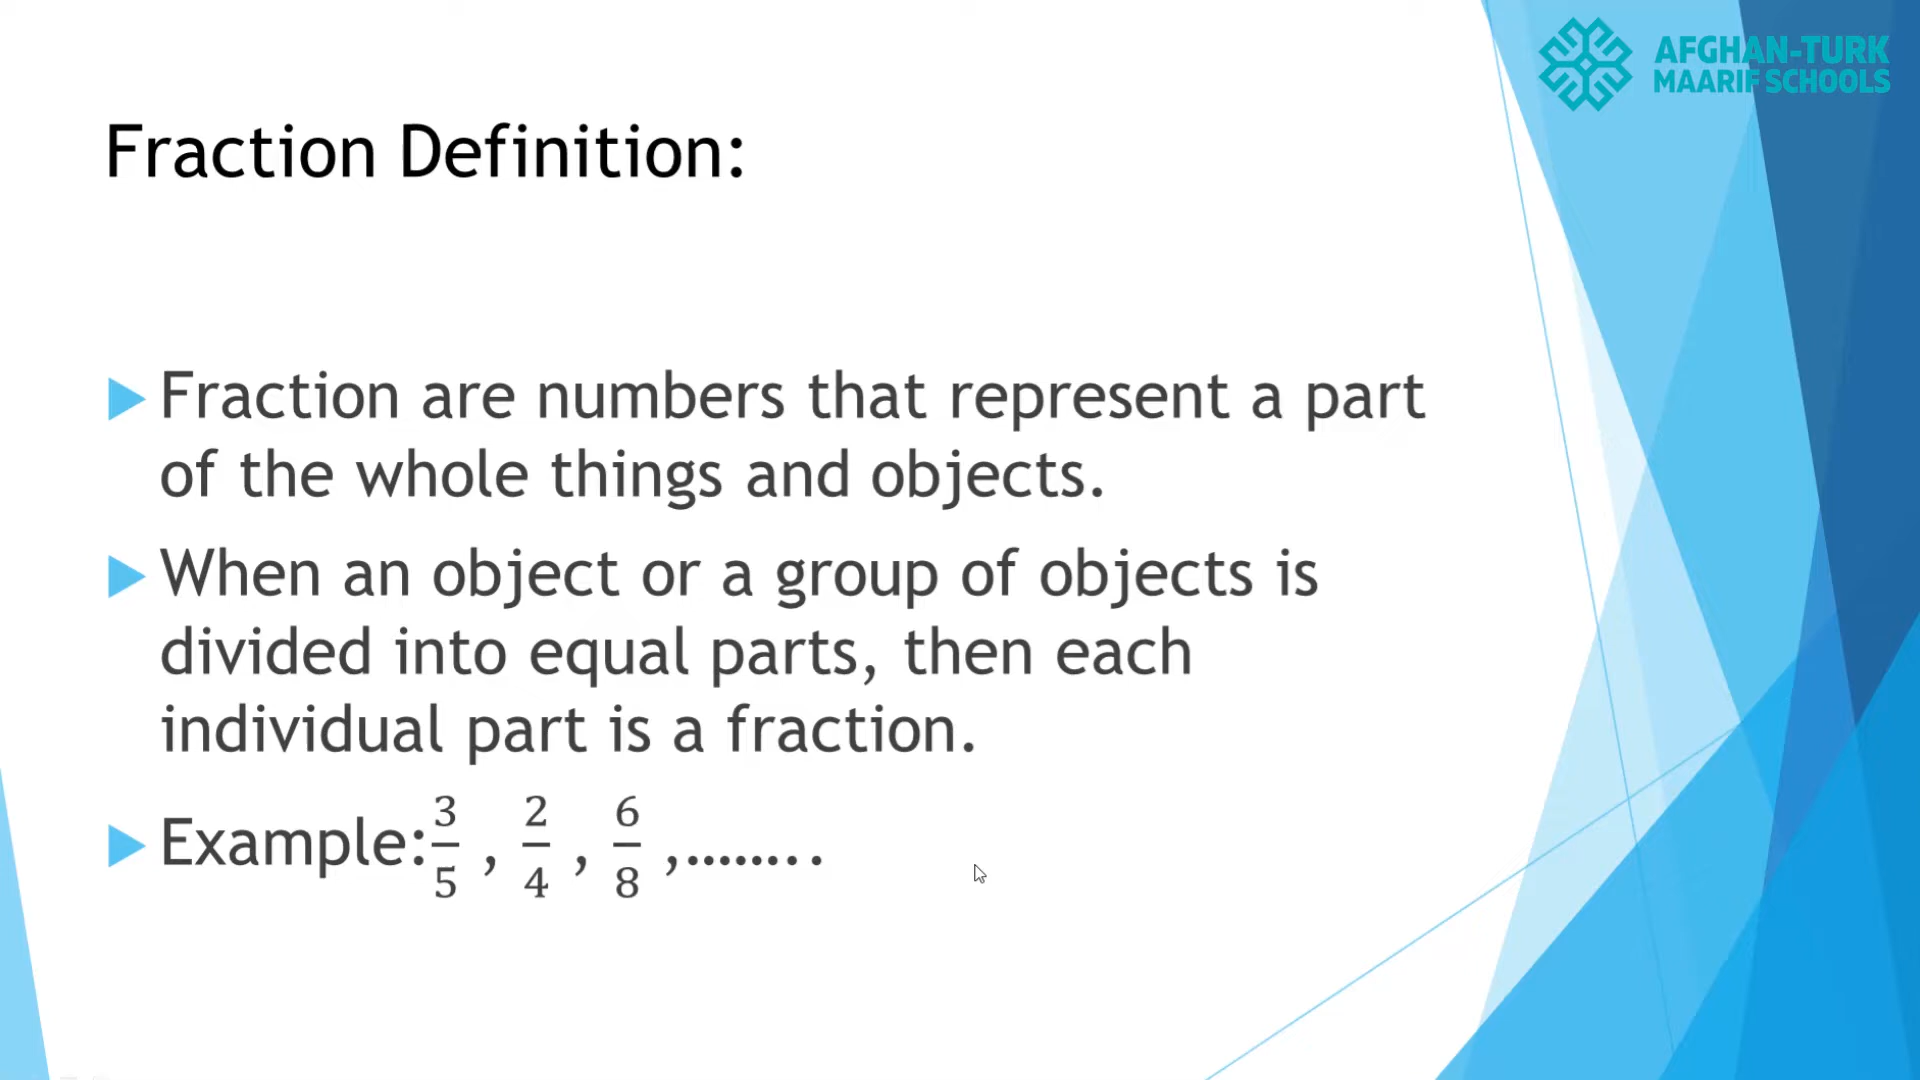 AFGHAN-TURK
MAARIF SCHOOLS
Fraction Definition:
Fraction are numbers that represent a part
of the whole things and objects.
When an object or a group of objects is
divided into equal parts, then each
individual part is a fraction.
Example: 3/5 , 2/4 , 6/8 ,........